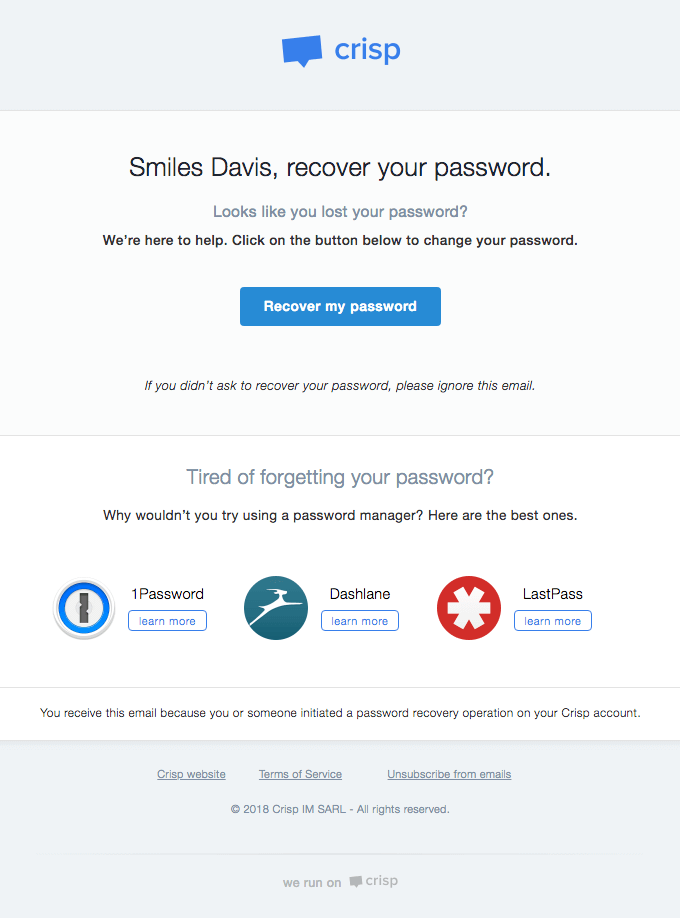 crisp
Smiles Davis, recover your password.
Looks like you lost your password?
We're here to help. Click on the button below to change your password.
Recover my password
If you didn't ask to recover your password, please ignore this email.
Tired of forgetting your password?
Why wouldn't you try using a password manager? Here are the best ones.
1Password
learn more
Dashlane
learn more
LastPass
learn more
You receive this email because you or someone initiated a password recovery operation on your Crisp account.
Crisp website Terms of Service Unsubscribe from emails
© 2018 Crisp IM SARL - All rights reserved.
we run on crisp